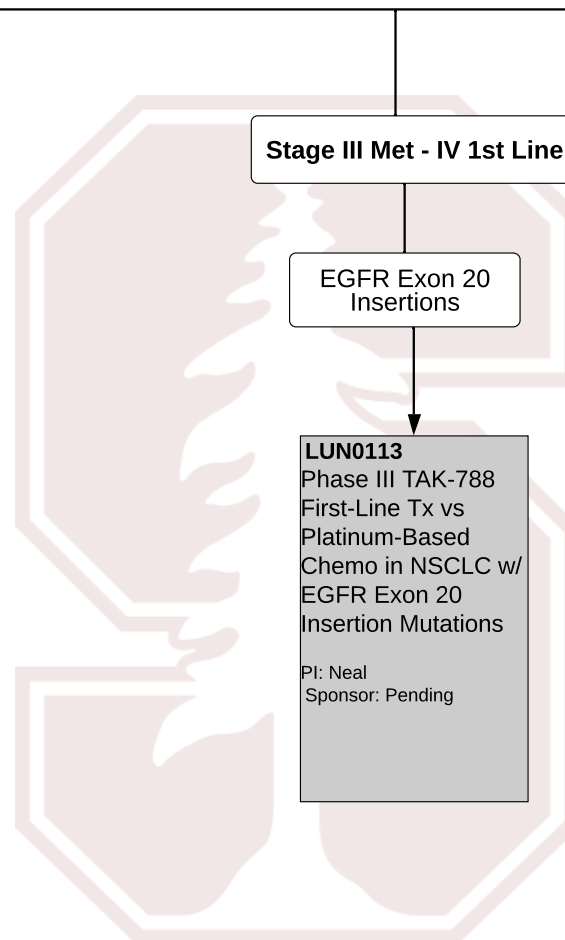 Stage III Met - IV 1st Line
EGFR Exon 20
Insertions
LUN0113
Phase III TAK-788
First-Line Tx vs
Platinum-Based
Chemo in NSCLC w/
EGFR Exon 20
Insertion Mutations
PI: Neal
Sponsor: Pending